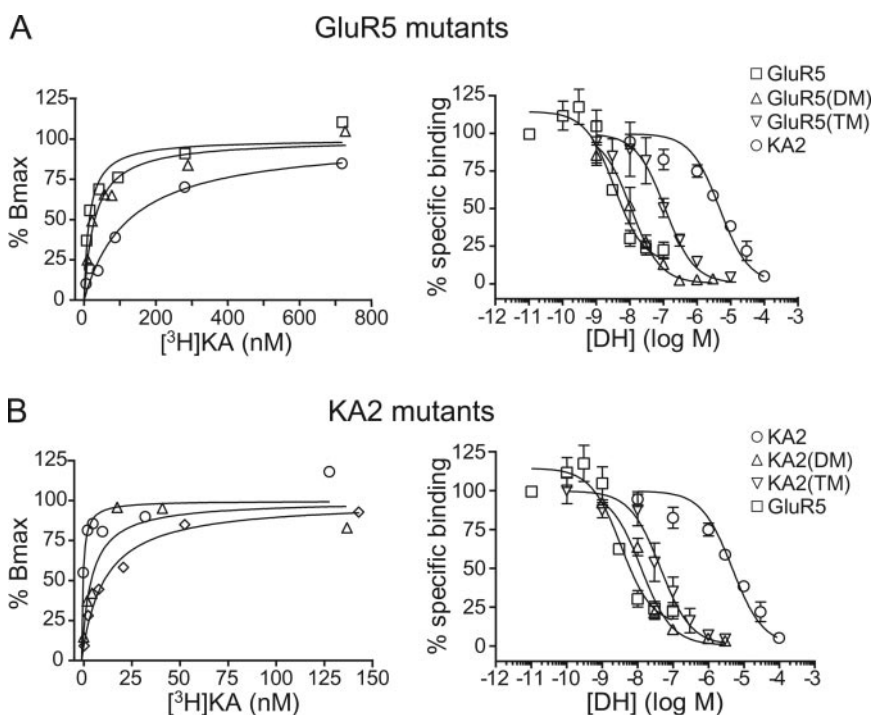 A
GluR5 mutants
% Bmax
125
100
75
50
25
0
0 200 400 600 800
[³H]KA (nM)
% specific binding
125
100
75
50
25
0
-12 -11 -10 -9 -8 -7 -6 -5 -4 -3
[DH] (log M)
GluR5
GluR5(DM)
GluR5(TM)
KA2
B
KA2 mutants
% Bmax
125
100
75
50
25
0
0 25 50 75 100 125 150
[³H]KA (nM)
% specific binding
125
100
75
50
25
0
-12 -11 -10 -9 -8 -7 -6 -5 -4 -3
[DH] (log M)
KA2
KA2(DM)
KA2(TM)
GluR5